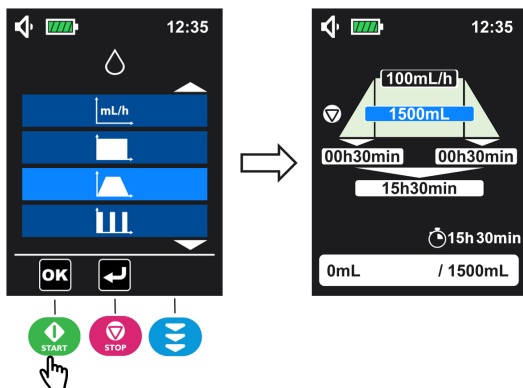 12:35
mL/h
OK
START
STOP
12:35
100mL/h
1500mL
00h30min
00h30min
15h30min
15h30min
0mL / 1500mL